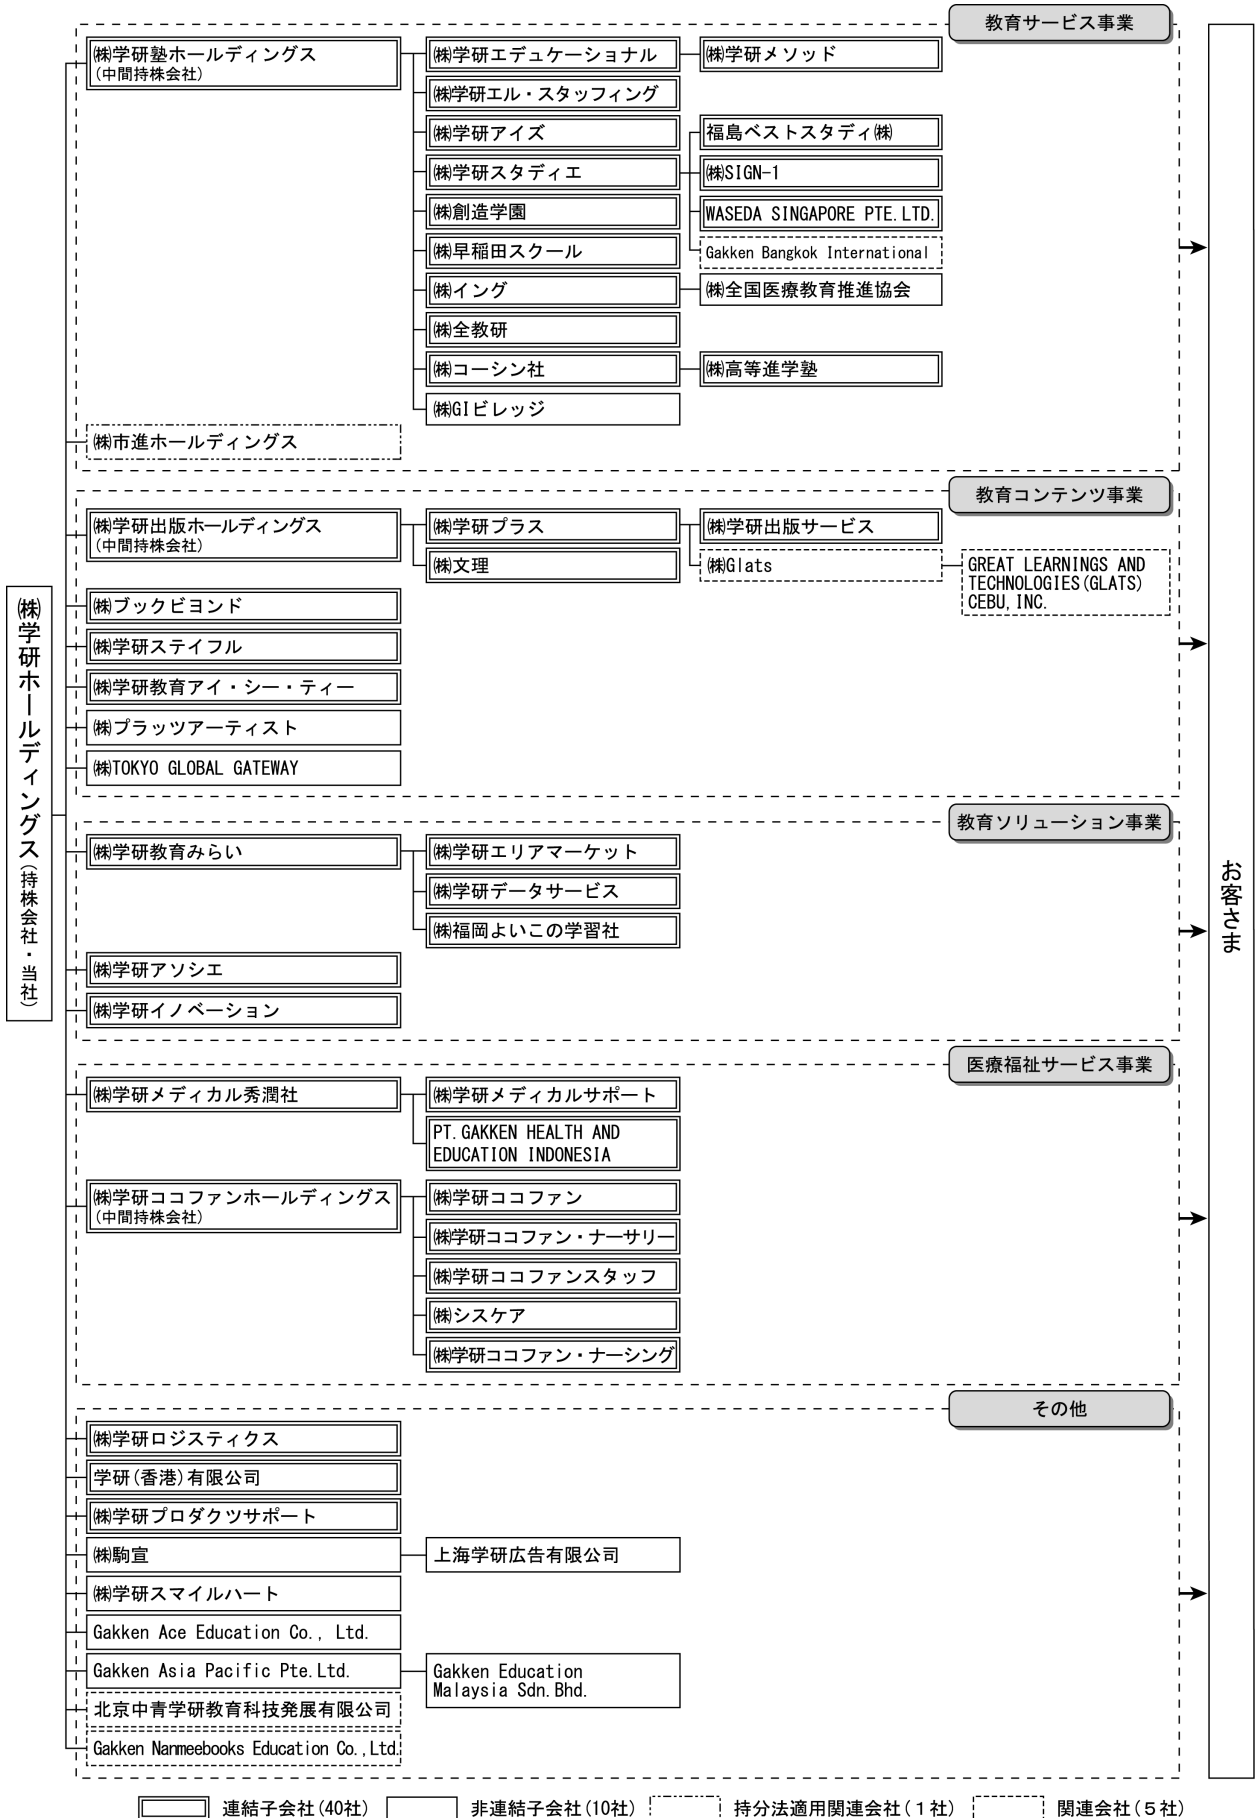 教育サービス事業
㈱学研塾ホールディングス
(中間持株会社)
㈱学研エデュケーショナル
㈱学研メソッド
㈱学研エル・スタッフィング
㈱学研アイズ
福島ベストスタディ㈱
㈱学研スタディエ
㈱SIGN-1
㈱創造学園
WASEDA SINGAPORE PTE.LTD.
㈱早稲田スクール
Gakken Bangkok International
㈱イング
㈱全国医療教育推進協会
㈱全教研
㈱コーシン社
㈱高等進学塾
㈱GIビレッジ
㈱市進ホールディングス
教育コンテンツ事業
㈱学研出版ホールディングス
(中間持株会社)
㈱学研プラス
㈱学研出版サービス
㈱文理
㈱Glats
GREAT LEARNINGS AND
TECHNOLOGIES(GLATS)
CEBU,INC.
㈱ブックビヨンド
㈱学研ステイフル
㈱学研教育アイ・シー・ティー
㈱プラッツアーティスト
㈱TOKYO GLOBAL GATEWAY
㈱学研ホールディングス(持株会社・当社)
お客さま
教育ソリューション事業
㈱学研教育みらい
㈱学研エリアマーケット
㈱学研データサービス
㈱福岡よいこの学習社
㈱学研アソシエ
㈱学研イノベーション
医療福祉サービス事業
㈱学研メディカル秀潤社
㈱学研メディカルサポート
PT.GAKKEN HEALTH AND
EDUCATION INDONESIA
㈱学研ココファンホールディングス
(中間持株会社)
㈱学研ココファン
㈱学研ココファン・ナーサリー
㈱学研ココファンスタッフ
㈱シスケア
㈱学研ココファン・ナーシング
その他
㈱学研ロジスティクス
学研(香港)有限公司
㈱学研プロダクツサポート
㈱駒宣
上海学研広告有限公司
㈱学研スマイルハート
Gakken Ace Education Co., Ltd.
Gakken Asia Pacific Pte.Ltd.
Gakken Education
Malaysia Sdn.Bhd.
北京中青学研教育科技発展有限公司
Gakken Nanmeebooks Education Co.,Ltd.
連結子会社(40社)
非連結子会社(10社)
持分法適用関連会社(1社)
関連会社(5社)